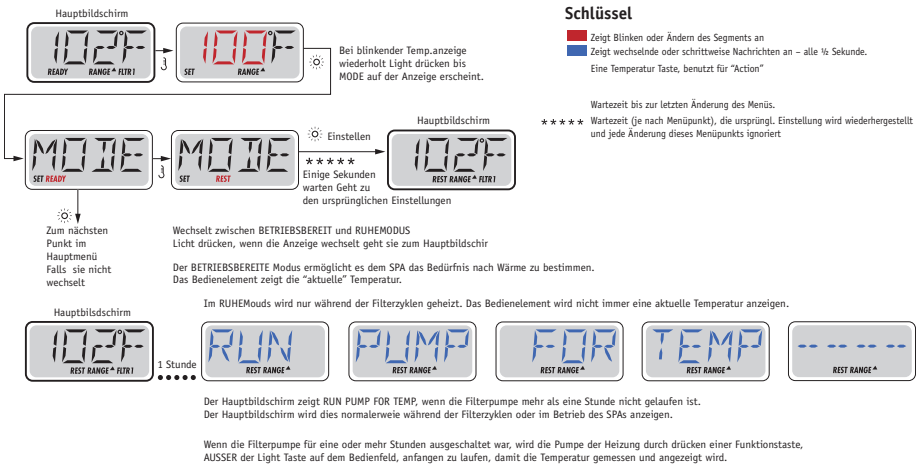 Hauptbildschirm
102°F
READY RANGE FLTR1
100°F
SET RANGE
Bei blinkender Temp.anzeige
wiederholt Light drücken bis
MODE auf der Anzeige erscheint.
Schlüssel
Zeigt Blinken oder Ändern des Segments an
Zeigt wechselnde oder schrittweise Nachrichten an – alle ½ Sekunde.
Eine Temperatur Taste, benutzt für “Action”
Wartezeit bis zur letzten Änderung des Menüs.
***** Wartezeit (je nach Menüpunkt), die ursprüngl. Einstellung wird wiederhergestellt
und jede Änderung dieses Menüpunkts ignoriert
MODE
SET READY
MODE
SET REST
Einstellen
*****
Einige Sekunden
warten Geht zu
den ursprünglichen Einstellungen
Hauptbildschirm
102°F
REST RANGE FLTR1
Zum nächsten
Punkt im
Hauptmenü
Falls sie nicht
wechselt
Wechselt zwischen BETRIEBSBEREIT und RUHEMODUS
Licht drücken, wenn die Anzeige wechselt geht sie zum Hauptbildschir
Der BETRIEBSBEREITE Modus ermöglicht es dem SPA das Bedürfnis nach Wärme zu bestimmen.
Das Bedienelement zeigt die “aktuelle” Temperatur.
Im RUHEMouds wird nur während der Filterzyklen geheizt. Das Bedienelement wird nicht immer eine aktuelle Temperatur anzeigen.
Hauptbilsdschirm
102°F
REST RANGE FLTR1
1 Stunde
RUN
REST RANGE
PUMP
REST RANGE
FOR
REST RANGE
TEMP
REST RANGE
-----
REST RANGE
Der Hauptbildschirm zeigt RUN PUMP FOR TEMP, wenn die Filterpumpe mehr als eine Stunde nicht gelaufen ist.
Der Hauptbildschirm wird dies normalerweie während der Filterzyklen oder im Betrieb des SPAs anzeigen.
Wenn die Filterpumpe für eine oder mehr Stunden ausgeschaltet war, wird die Pumpe der Heizung durch drücken einer Funktionstaste,
AUSSER der Light Taste auf dem Bedienfeld, anfangen zu laufen, damit die Temperatur gemessen und angezeigt wird.